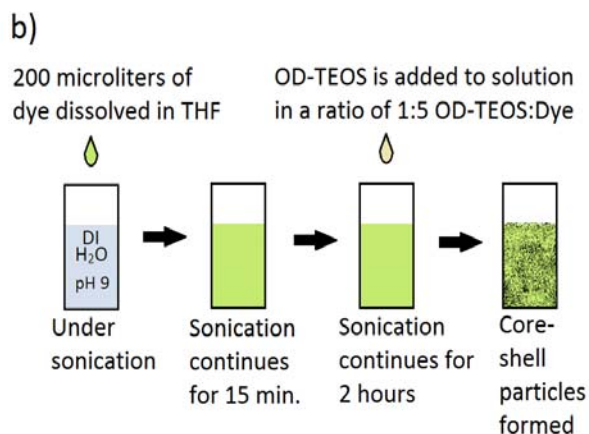 b)
200 microliters of
dye dissolved in THF
OD-TEOS is added to solution
in a ratio of 1:5 OD-TEOS:Dye
DI
H₂O
pH 9
Under
sonication
Sonication
continues
for 15 min.
Sonication
continues for
2 hours
Core-
shell
particles
formed